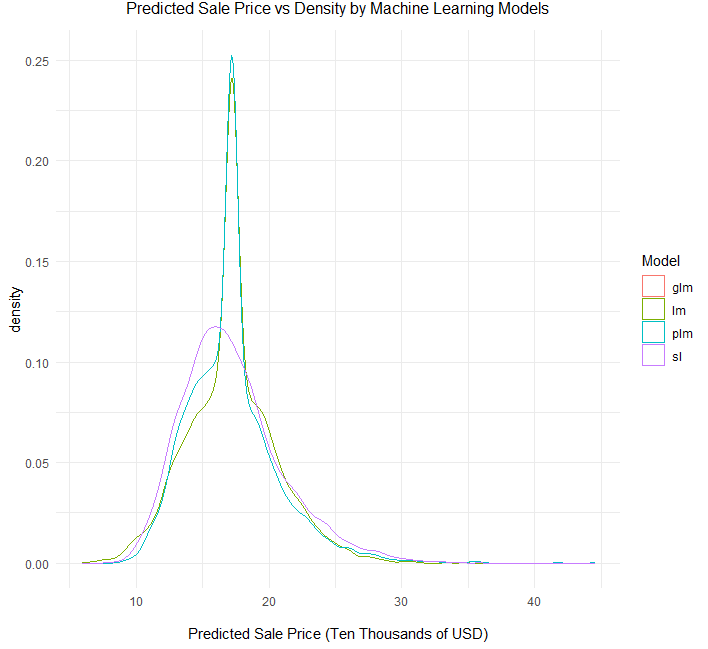 Predicted Sale Price vs Density by Machine Learning Models
0.25
0.20
0.15
0.10
0.05
0.00
density
10 20 30 40
Predicted Sale Price (Ten Thousands of USD)
Model
glm
lm
plm
sl